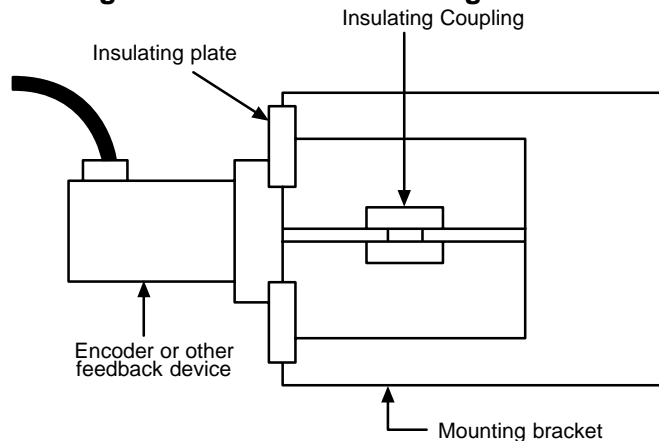 Insulating Coupling
Insulating plate
Encoder or other
feedback device
Mounting bracket